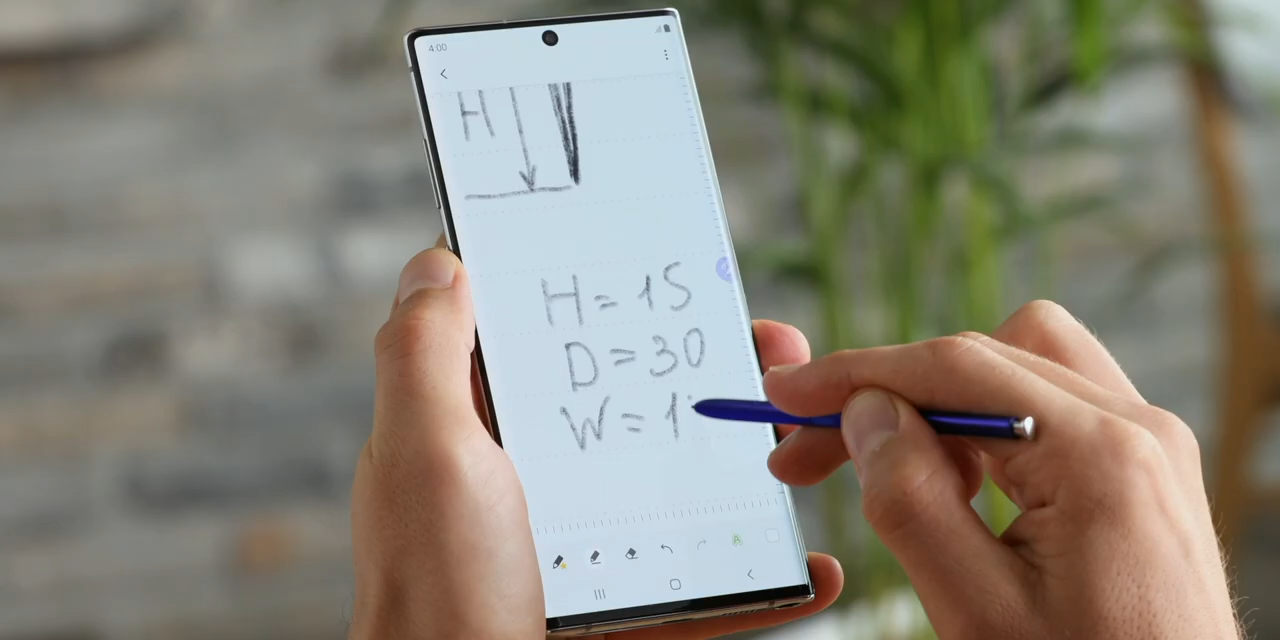 4:00
H
H = 15
D = 30
W = 1
A